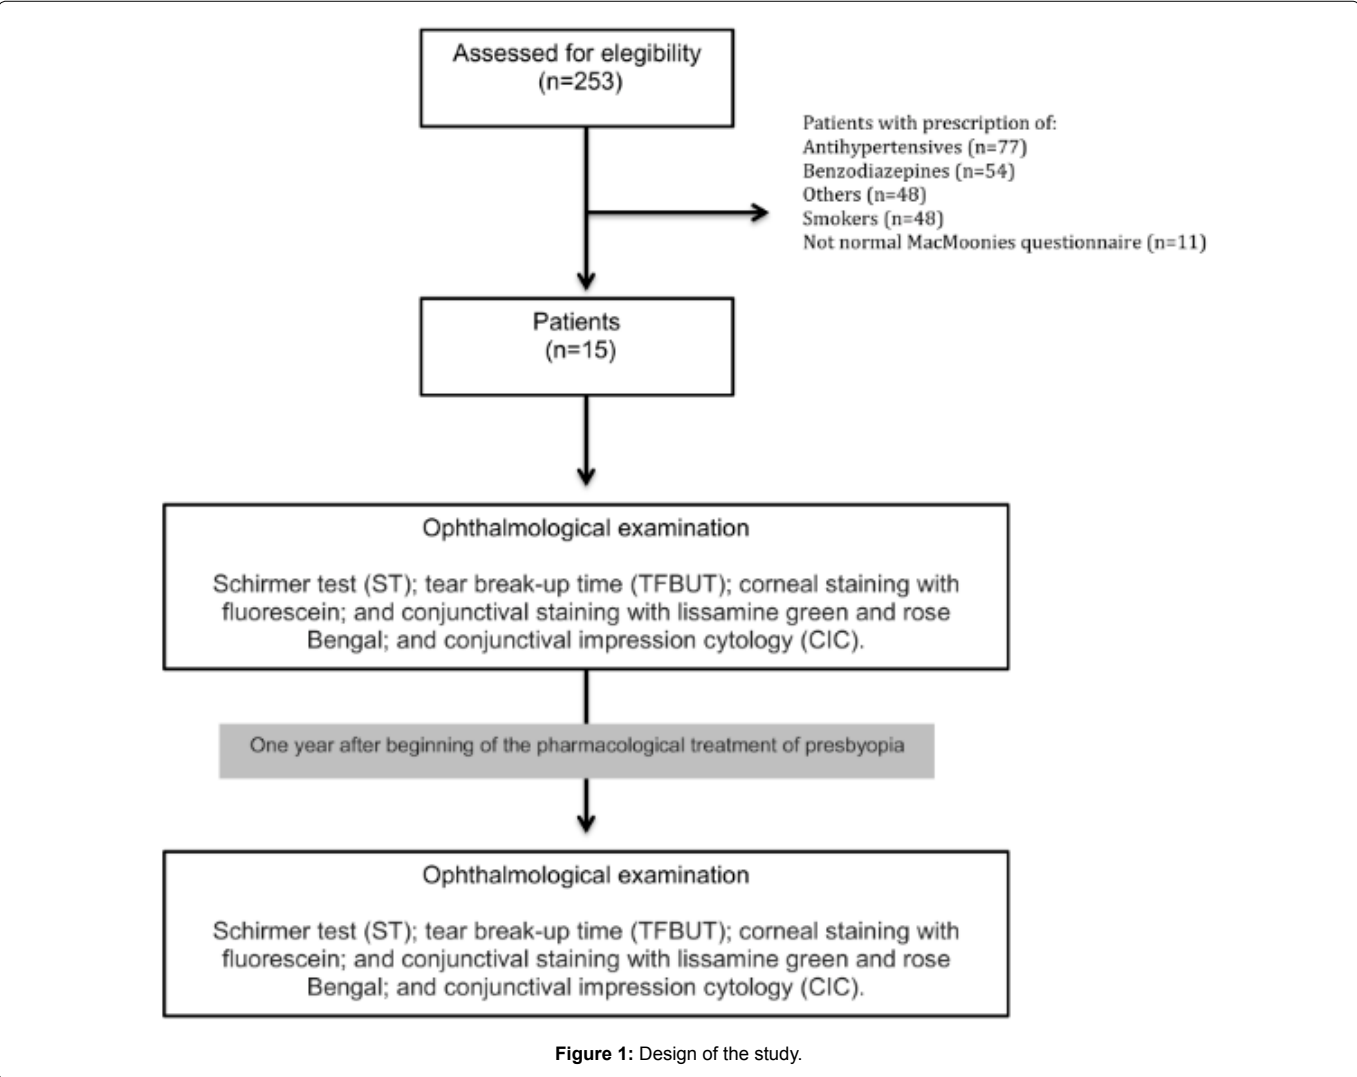 Assessed for elegibility
(n=253)
Patients with prescription of:
Antihypertensives (n=77)
Benzodiazepines (n=54)
Others (n=48)
Smokers (n=48)
Not normal MacMoonies questionnaire (n=11)
Patients
(n=15)
Ophthalmological examination
Schirmer test (ST); tear break-up time (TFBUT); corneal staining with
fluorescein; and conjunctival staining with lissamine green and rose
Bengal; and conjunctival impression cytology (CIC).
One year after beginning of the pharmacological treatment of presbyopia
Ophthalmological examination
Schirmer test (ST); tear break-up time (TFBUT); corneal staining with
fluorescein; and conjunctival staining with lissamine green and rose
Bengal; and conjunctival impression cytology (CIC).
Figure 1: Design of the study.